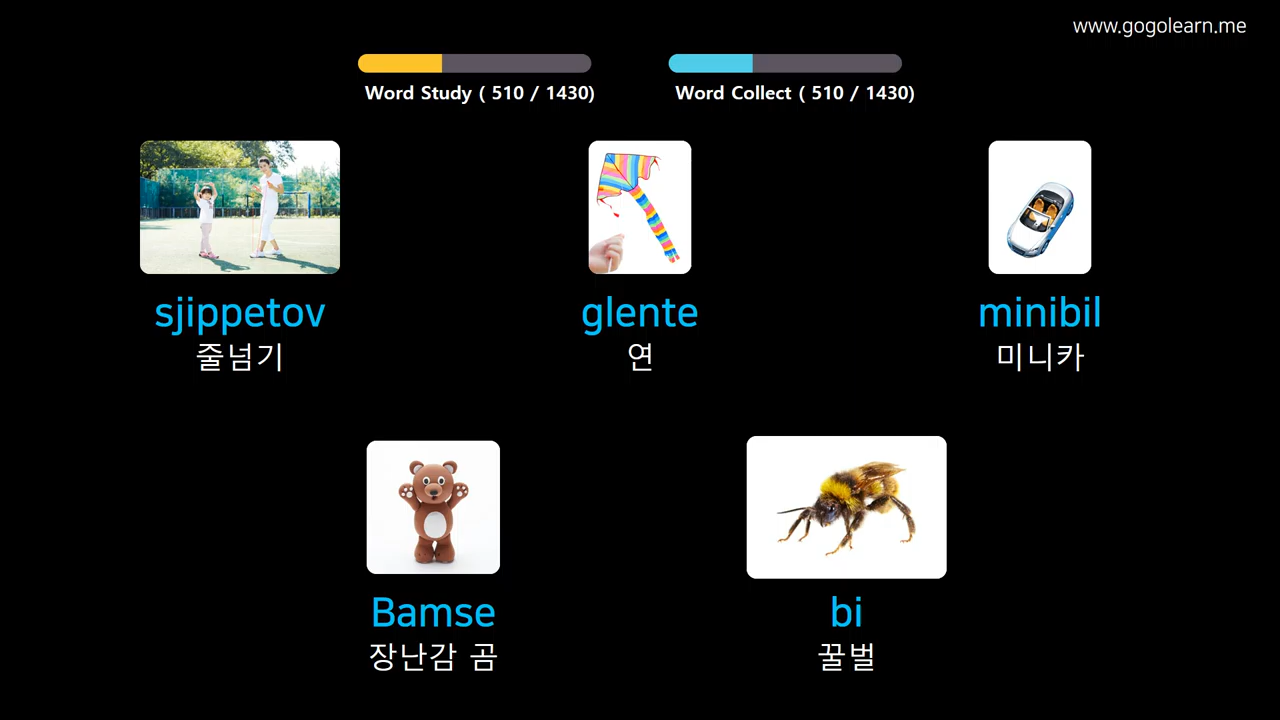 www.gogolearn.me
Word Study ( 510 / 1430)
Word Collect ( 510 / 1430)
sjippetov
줄넘기
glente
연
minibil
미니카
Bamse
장난감 곰
bi
꿀벌